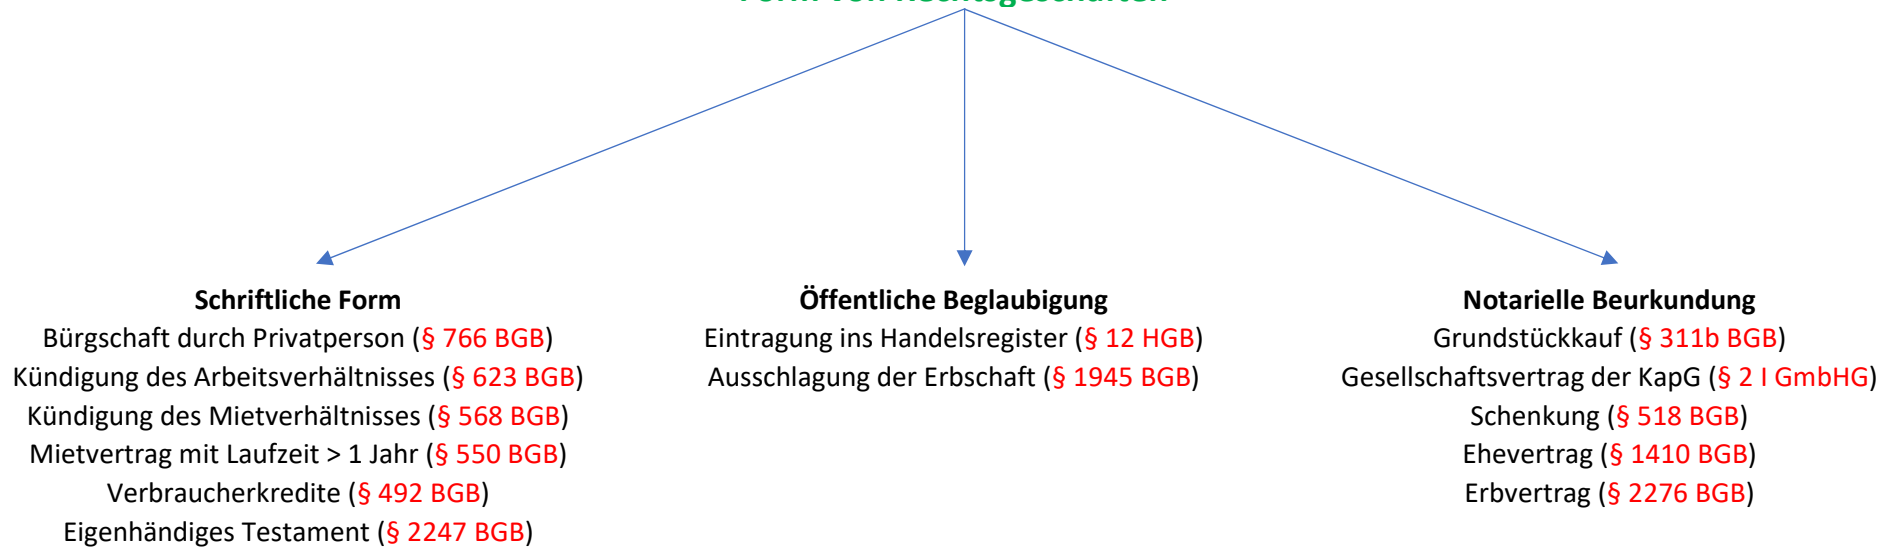 Form von Rechtsgeschäften
Schriftliche Form
Bürgschaft durch Privatperson (§ 766 BGB)
Kündigung des Arbeitsverhältnisses (§ 623 BGB)
Kündigung des Mietverhältnisses (§ 568 BGB)
Mietvertrag mit Laufzeit > 1 Jahr (§ 550 BGB)
Verbraucherkredite (§ 492 BGB)
Eigenhändiges Testament (§ 2247 BGB)
Öffentliche Beglaubigung
Eintragung ins Handelsregister (§ 12 HGB)
Ausschlagung der Erbschaft (§ 1945 BGB)
Notarielle Beurkundung
Grundstückkauf (§ 311b BGB)
Gesellschaftsvertrag der KapG (§ 2 I GmbHG)
Schenkung (§ 518 BGB)
Ehevertrag (§ 1410 BGB)
Erbvertrag (§ 2276 BGB)